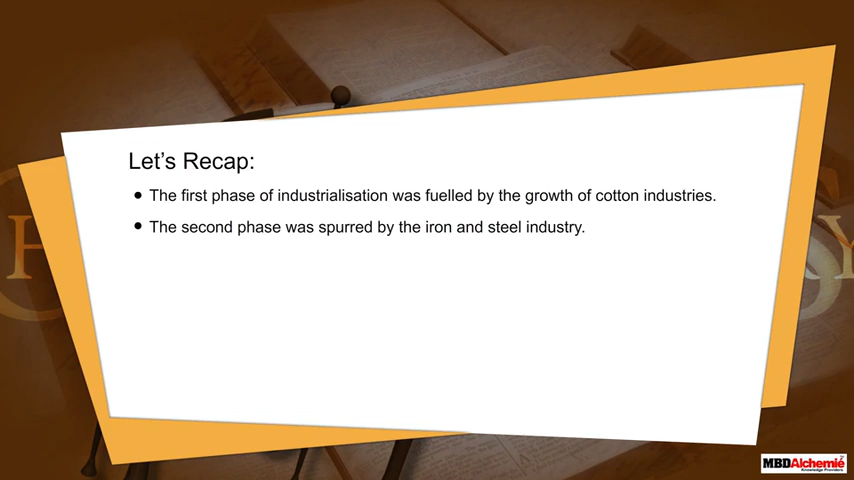 Let's Recap:
The first phase of industrialisation was fuelled by the growth of cotton industries.
The second phase was spurred by the iron and steel industry.
MBDAlchemie
Knowledge Providers